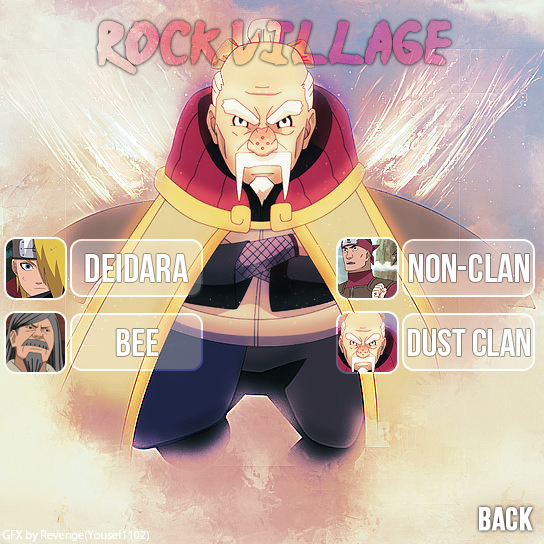 ROCK VILLAGE
DEIDARA
NON-CLAN
BEE
DUST CLAN
BACK
GFX by Revenge(Yousef1102)